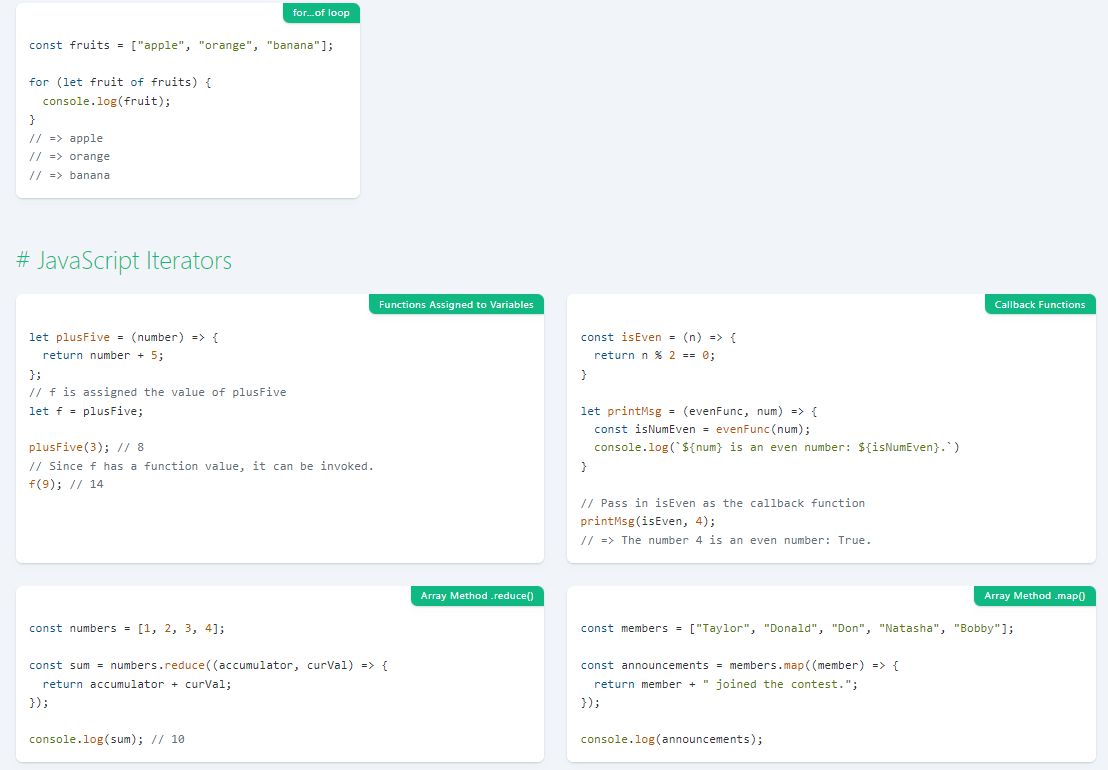 for...of loop
const fruits = ["apple", "orange", "banana"];
for (let fruit of fruits) {
  console.log(fruit);
}
// => apple
// => orange
// => banana
# JavaScript Iterators
Functions Assigned to Variables
let plusFive = (number) => {
  return number + 5;
};
// f is assigned the value of plusFive
let f = plusFive;
plusFive(3); // 8
// Since f has a function value, it can be invoked.
f(9); // 14
Callback Functions
const isEven = (n) => {
  return n % 2 == 0;
}
let printMsg = (evenFunc, num) => {
  const isNumEven = evenFunc(num);
  console.log(`${num} is an even number: ${isNumEven}.`)
}
// Pass in isEven as the callback function
printMsg(isEven, 4);
// => The number 4 is an even number: True.
Array Method .reduce()
const numbers = [1, 2, 3, 4];
const sum = numbers.reduce((accumulator, curVal) => {
  return accumulator + curVal;
});
console.log(sum); // 10
Array Method .map()
const members = ["Taylor", "Donald", "Don", "Natasha", "Bobby"];
const announcements = members.map((member) => {
  return member + " joined the contest.";
});
console.log(announcements);